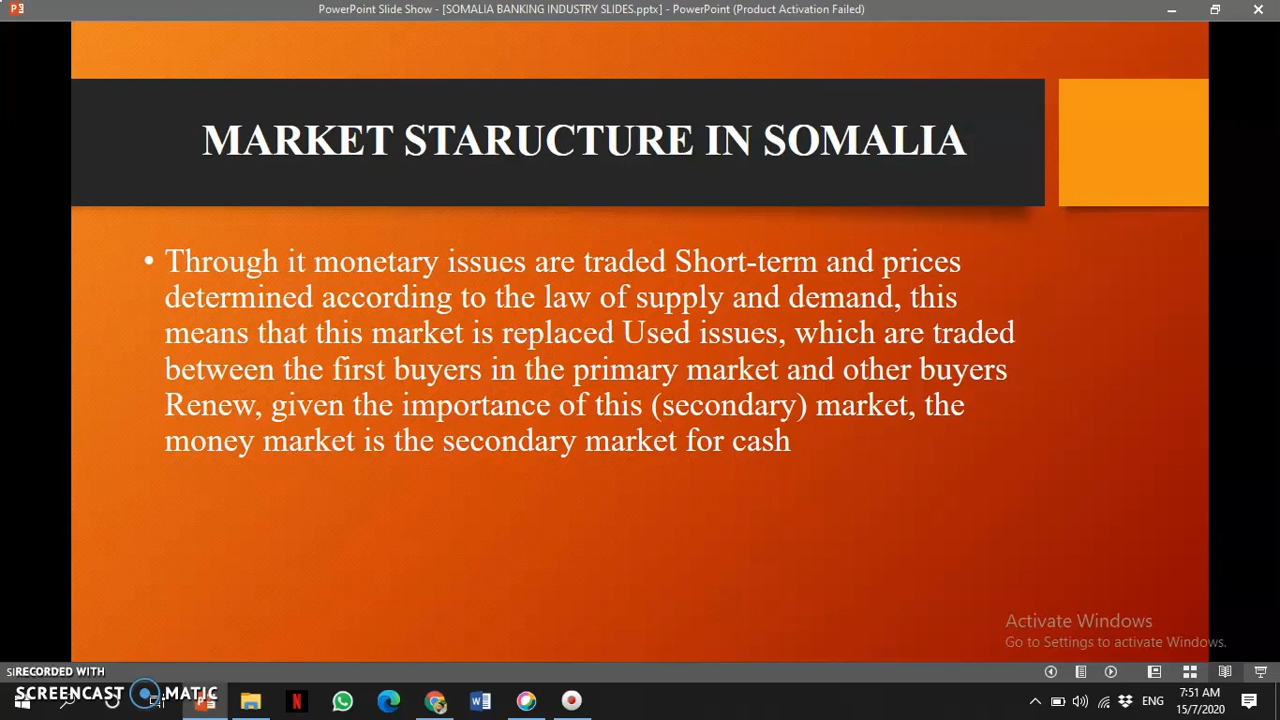 PowerPoint Slide Show - [SOMALIA BANKING INDUSTRY SLIDES.pptx] - PowerPoint (Product Activation Failed)
MARKET STARUCTURE IN SOMALIA
• Through it monetary issues are traded Short-term and prices
determined according to the law of supply and demand, this
means that this market is replaced Used issues, which are traded
between the first buyers in the primary market and other buyers
Renew, given the importance of this (secondary) market, the
money market is the secondary market for cash
Activate Windows
Go to Settings to activate Windows.
RECORDED WITH
SCREENCAST MATIC
ENG
7:51 AM
15/7/2020